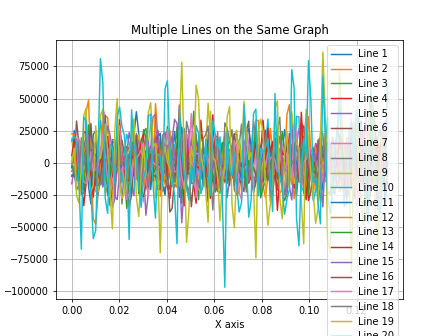 Multiple Lines on the Same Graph
75000
50000
25000
0
−25000
−50000
−75000
−100000
0.00
0.02
0.04
0.06
0.08
0.10
X axis
Line 1
Line 2
Line 3
Line 4
Line 5
Line 6
Line 7
Line 8
Line 9
Line 10
Line 11
Line 12
Line 13
Line 14
Line 15
Line 16
Line 17
Line 18
Line 19
Line 20